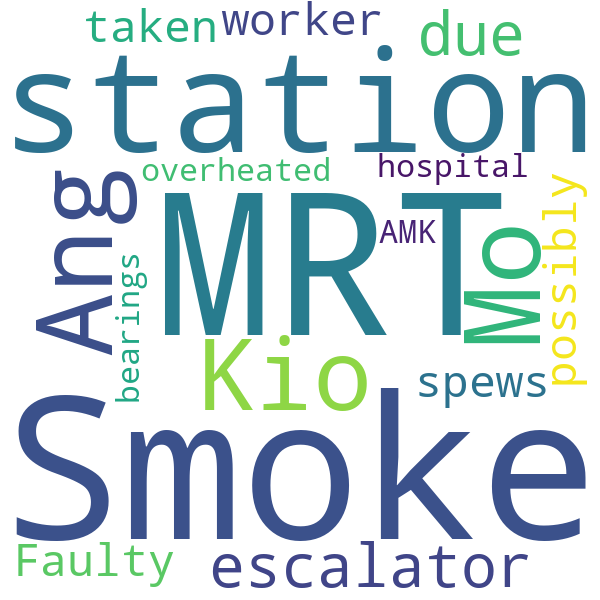 taken worker due
station
overheated hospital
Ang MRT AMK Mo possibly
bearings
Kio spews
Smoke
Faulty escalator